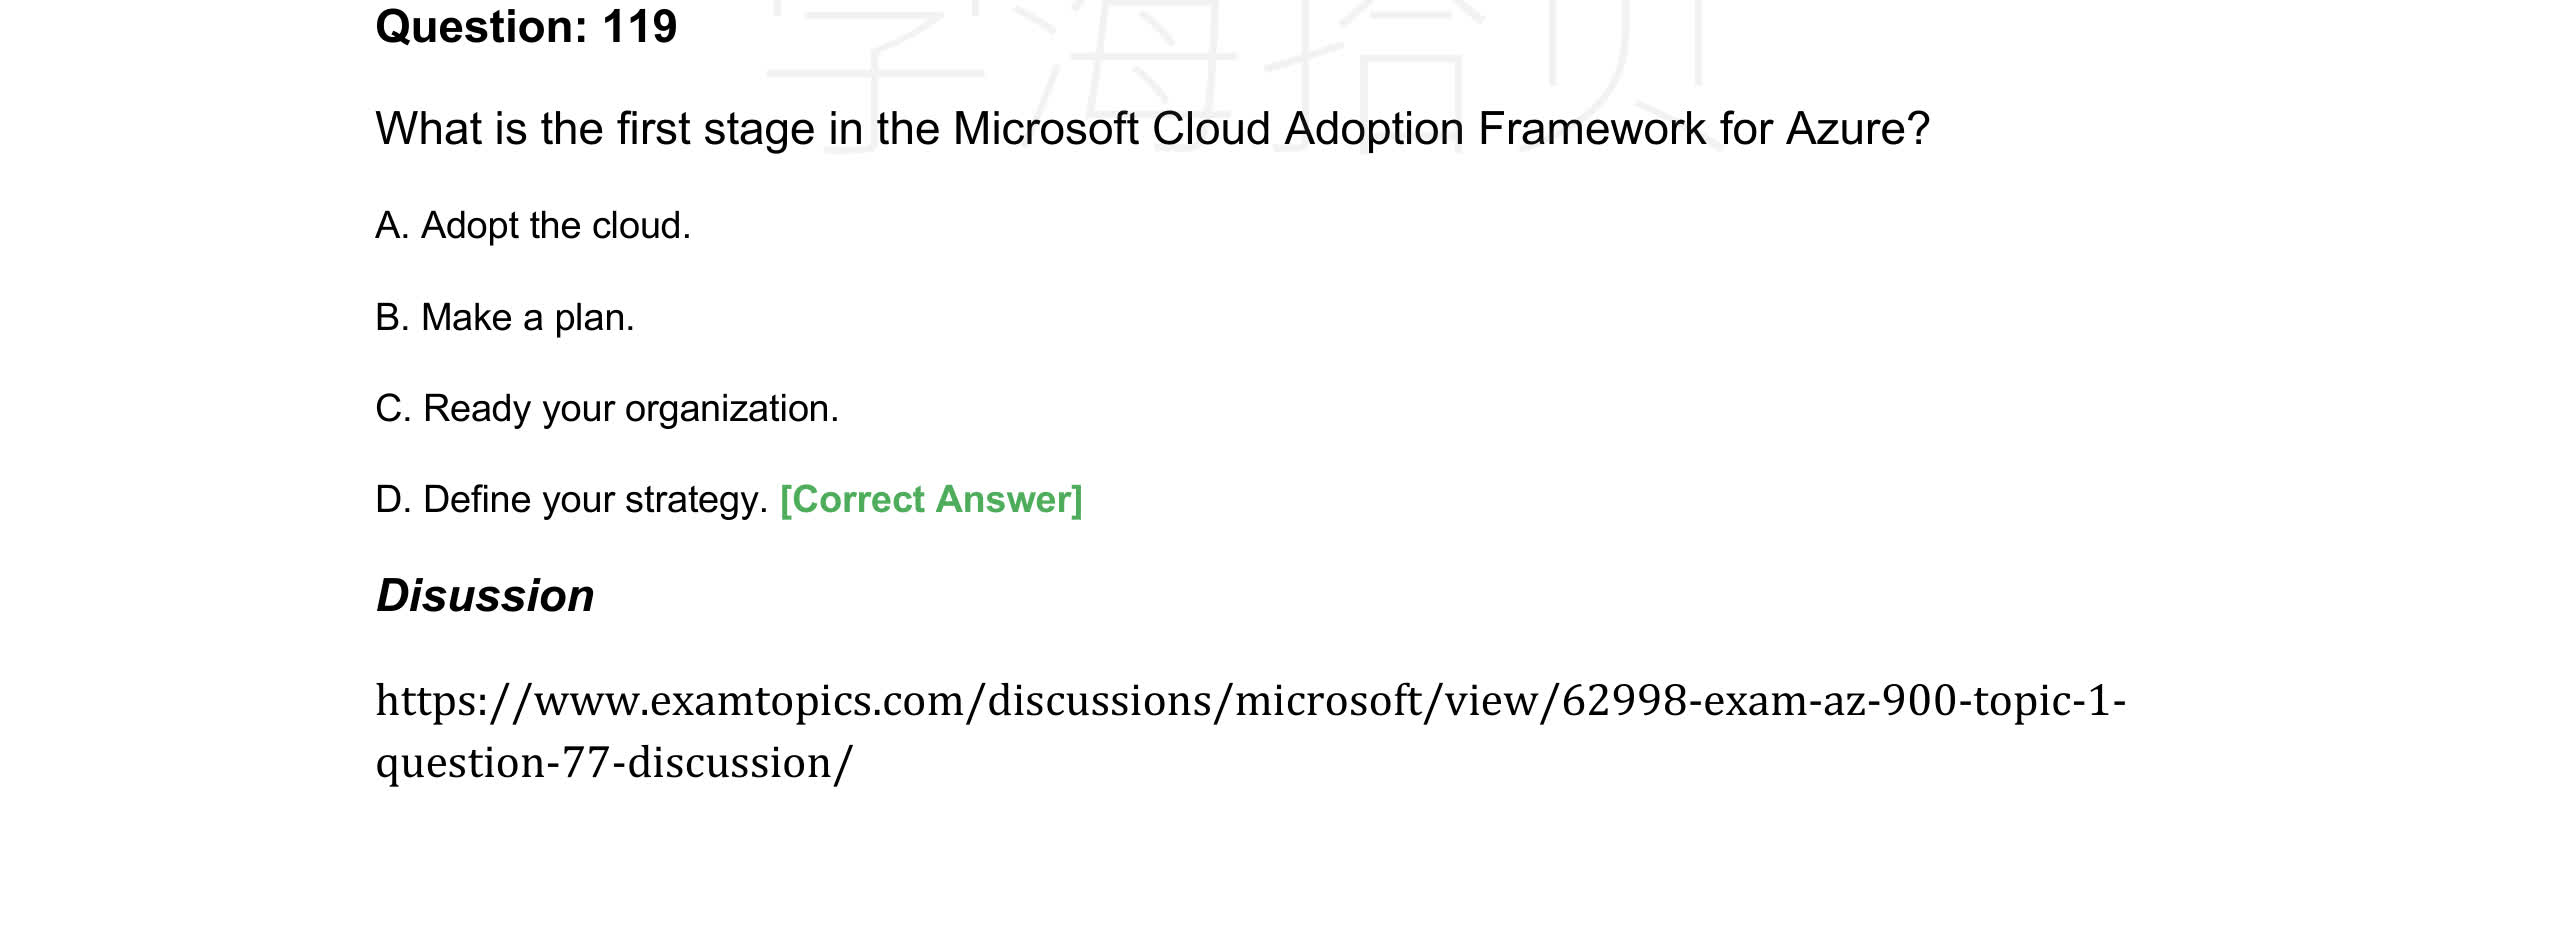 Question: 119
What is the first stage in the Microsoft Cloud Adoption Framework for Azure?
A. Adopt the cloud.
B. Make a plan.
C. Ready your organization.
D. Define your strategy. [Correct Answer]
Disussion
https://www.examtopics.com/discussions/microsoft/view/62998-exam-az-900-topic-1-
question-77-discussion/